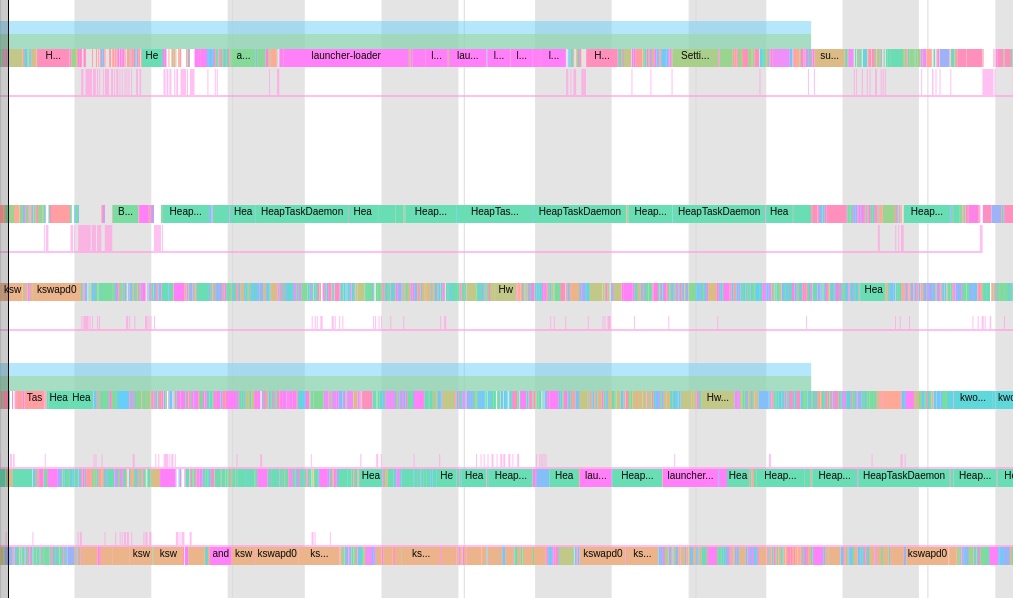 H... He a... launcher-loader l... lau... l... l... l... H... Setti... su...
B... Heap... Hea HeapTaskDaemon Hea Heap... HeapTas... HeapTaskDaemon Heap... HeapTaskDaemon Hea Heap...
ksw kswapd0 Hw Hea
Tas Hea Hea Hw... kwo... kwo
Hea He Hea Heap... Hea lau... Heap... launcher... Hea Heap... Heap... HeapTaskDaemon Heap... He
ksw ksw and ksw kswapd0 ks... ks... kswapd0 ks... kswapd0